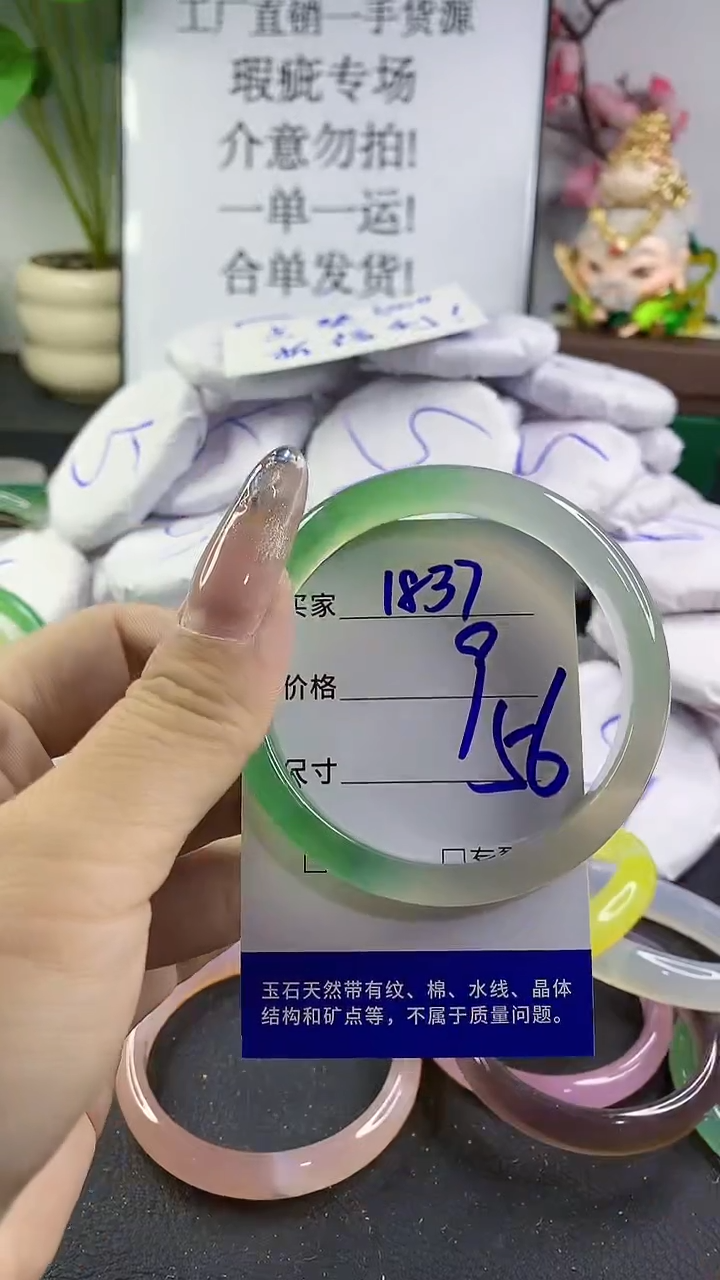 工厂直销一手货源
瑕疵专场
介意勿拍!
一单一运!
合单发货!
买家 1837
价格 9
尺寸 56
玉石天然带有纹、棉、水线、晶体
结构和矿点等，不属于质量问题。